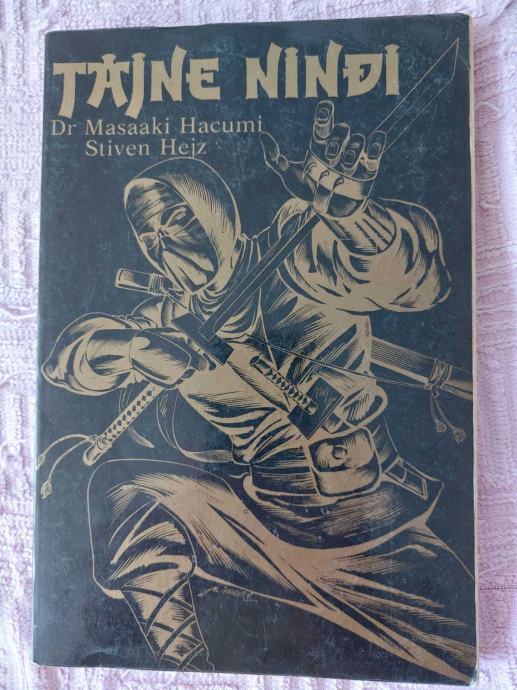 TAJNE NINĐI
Dr Masaaki Hacumi
Stiven Hejz